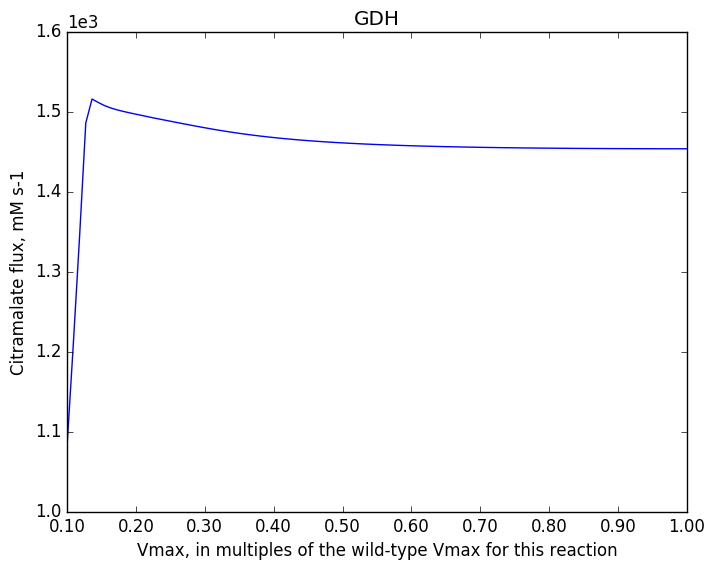 GDH
1e3
1.6
1.5
1.4
1.3
1.2
1.1
1.0
Citramalate flux, mM s-1
0.10 0.20 0.30 0.40 0.50 0.60 0.70 0.80 0.90 1.00
Vmax, in multiples of the wild-type Vmax for this reaction